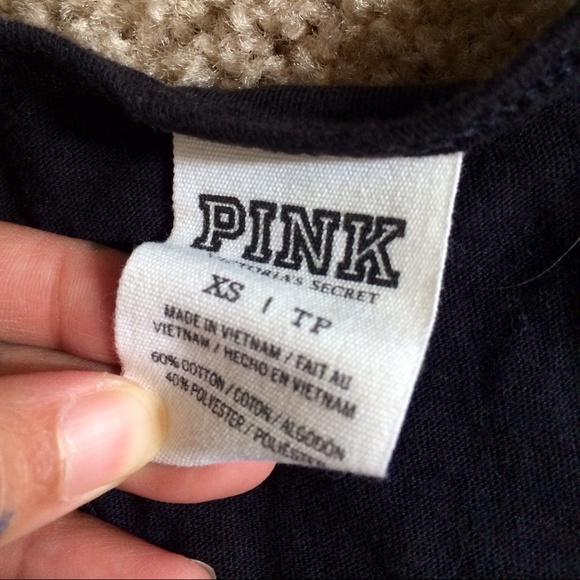 PINK
VICTORIA'S SECRET
XS / TP
MADE IN VIETNAM / FAIT AU
VIETNAM / HECHO EN VIETNAM
60% COTTON / COTON / ALGODÓN
40% POLYESTER / POLIÉSTER